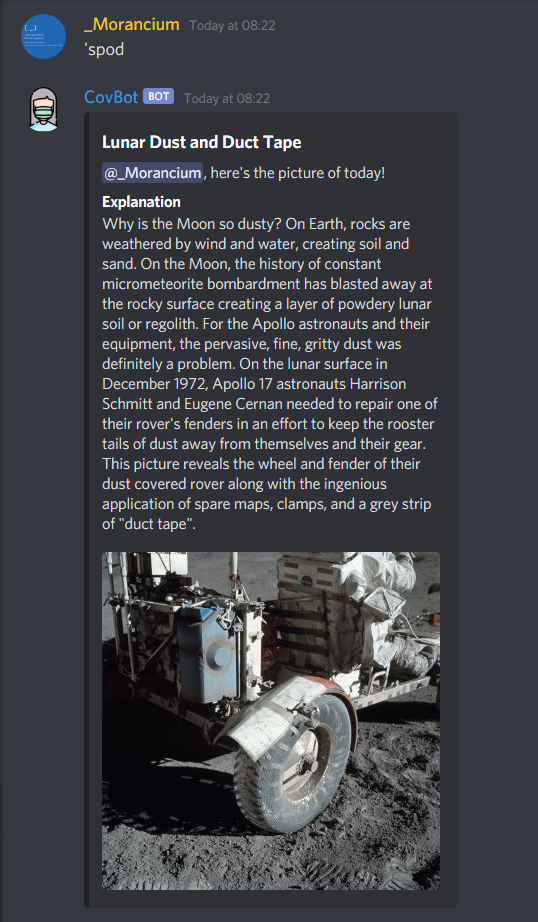 _Morancium Today at 08:22
'spod
CovBot BOT Today at 08:22
Lunar Dust and Duct Tape
@_Morancium, here's the picture of today!
Explanation
Why is the Moon so dusty? On Earth, rocks are
weathered by wind and water, creating soil and
sand. On the Moon, the history of constant
micrometeorite bombardment has blasted away at
the rocky surface creating a layer of powdery lunar
soil or regolith. For the Apollo astronauts and their
equipment, the pervasive, fine, gritty dust was
definitely a problem. On the lunar surface in
December 1972, Apollo 17 astronauts Harrison
Schmitt and Eugene Cernan needed to repair one of
their rover's fenders in an effort to keep the rooster
tails of dust away from themselves and their gear.
This picture reveals the wheel and fender of their
dust covered rover along with the ingenious
application of spare maps, clamps, and a grey strip
of "duct tape".